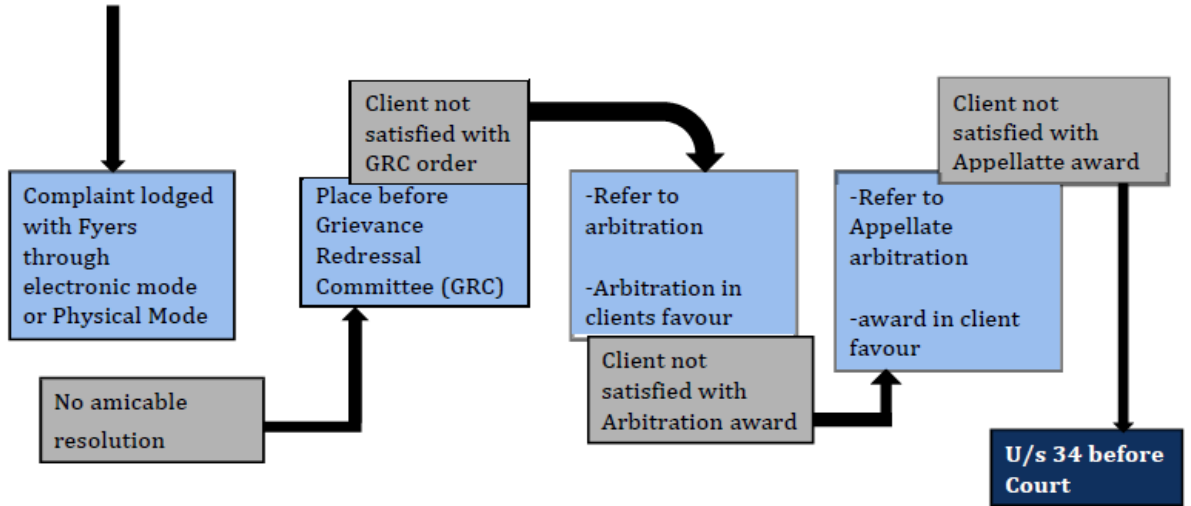 Complaint lodged
with Fyers
through
electronic mode
or Physical Mode
No amicable
resolution
Client not
satisfied with
GRC order
Place before
Grievance
Redressal
Committee (GRC)
-Refer to
arbitration
-Arbitration in
clients favour
Client not
satisfied with
Arbitration award
-Refer to
Appellate
arbitration
-award in client
favour
Client not
satisfied with
Appellatte award
U/s 34 before
Court